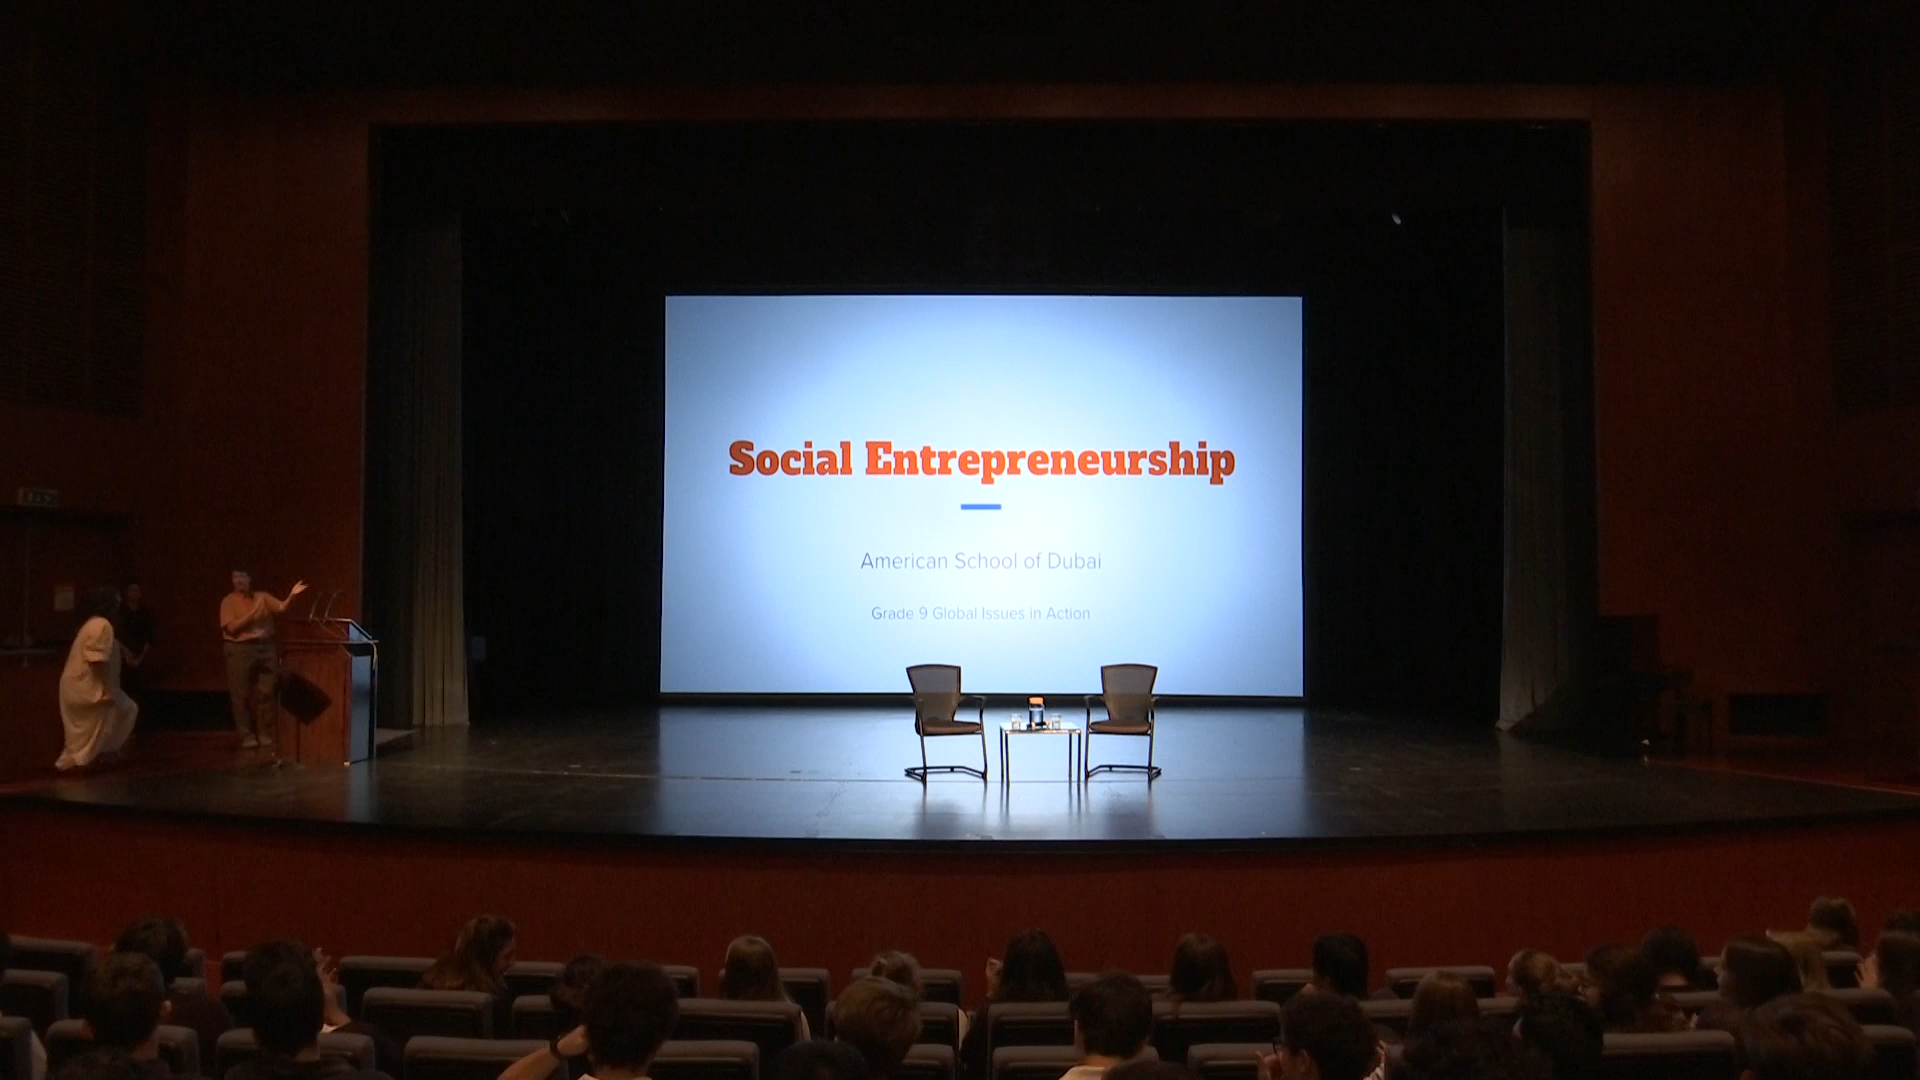 Social Entrepreneurship
American School of Dubai
Grade 9 Global Issues in Action